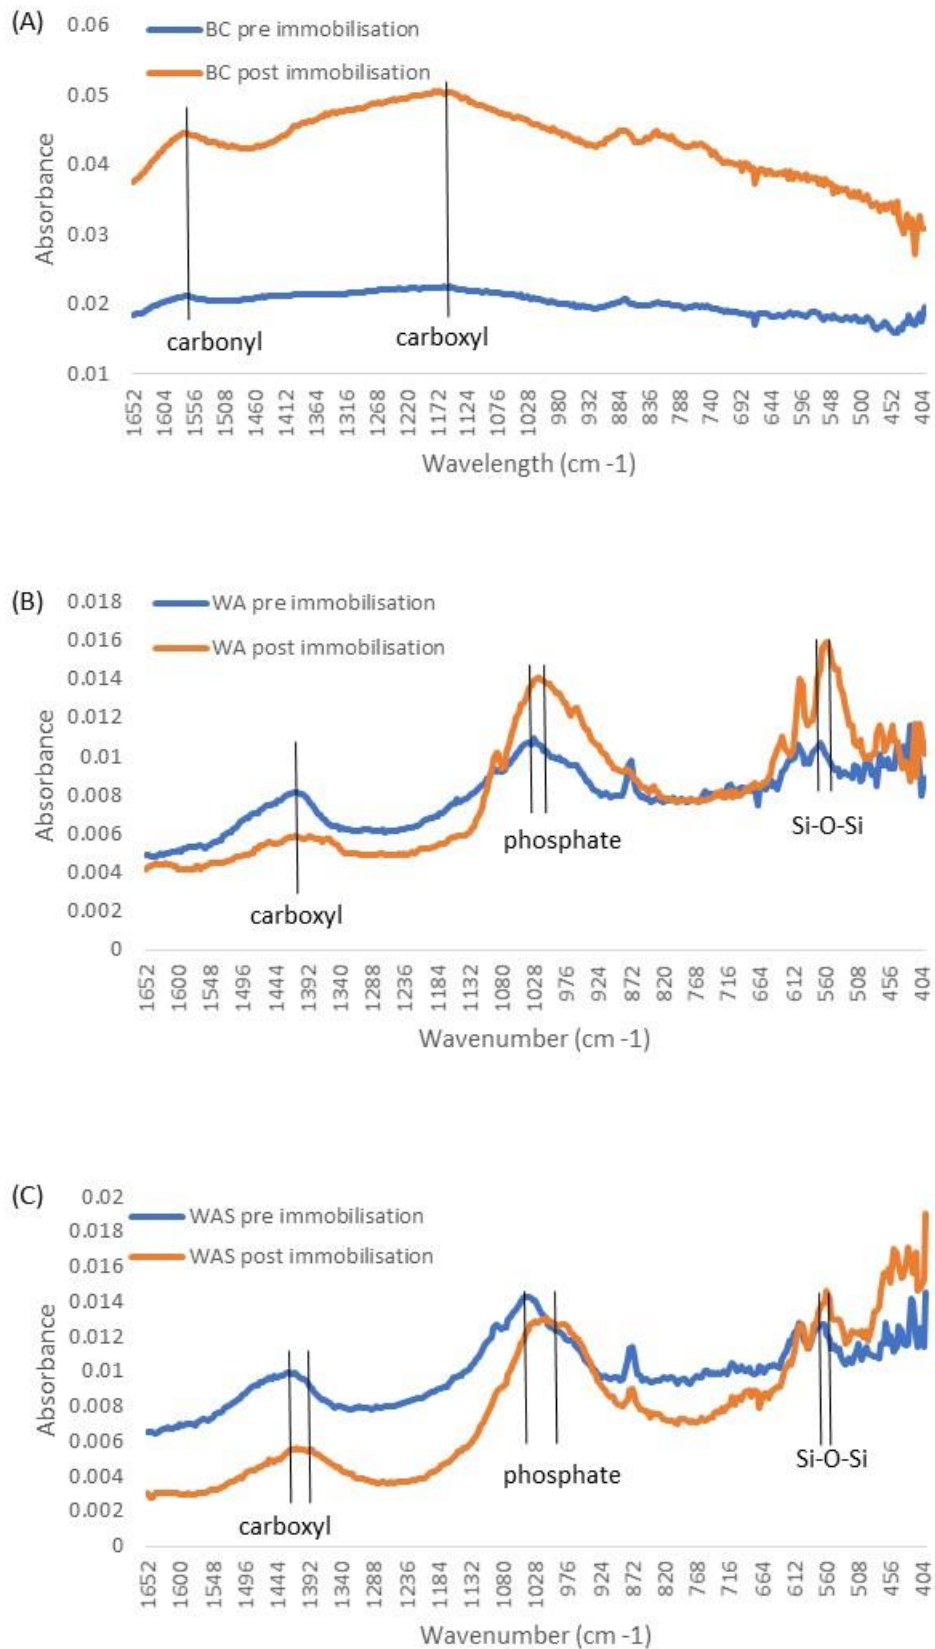 (A)
0.06
BC pre immobilisation
BC post immobilisation
0.05
0.04
0.03
0.02
0.01
Absorbance
carbonyl
carboxyl
1652 1604 1556 1508 1460 1412 1364 1316 1268 1220 1172 1124 1076 1028 980 932 884 836 788 740 692 644 596 548 500 452 404
Wavelength (cm -1)
(B)
0.018
WA pre immobilisation
0.016
WA post immobilisation
0.014
0.012
0.01
0.008
0.006
0.004
0.002
0
Absorbance
phosphate
Si-O-Si
carboxyl
1652 1600 1548 1496 1444 1392 1340 1288 1236 1184 1132 1080 1028 976 924 872 820 768 716 664 612 560 508 456 404
Wavenumber (cm -1)
(C)
0.02
WAS pre immobilisation
0.018
WAS post immobilisation
0.016
0.014
0.012
0.01
0.008
0.006
0.004
0.002
0
Absorbance
Si-O-Si
phosphate
carboxyl
1652 1600 1548 1496 1444 1392 1340 1288 1236 1184 1132 1080 1028 976 924 872 820 768 716 664 612 560 508 456 404
Wavenumber (cm -1)